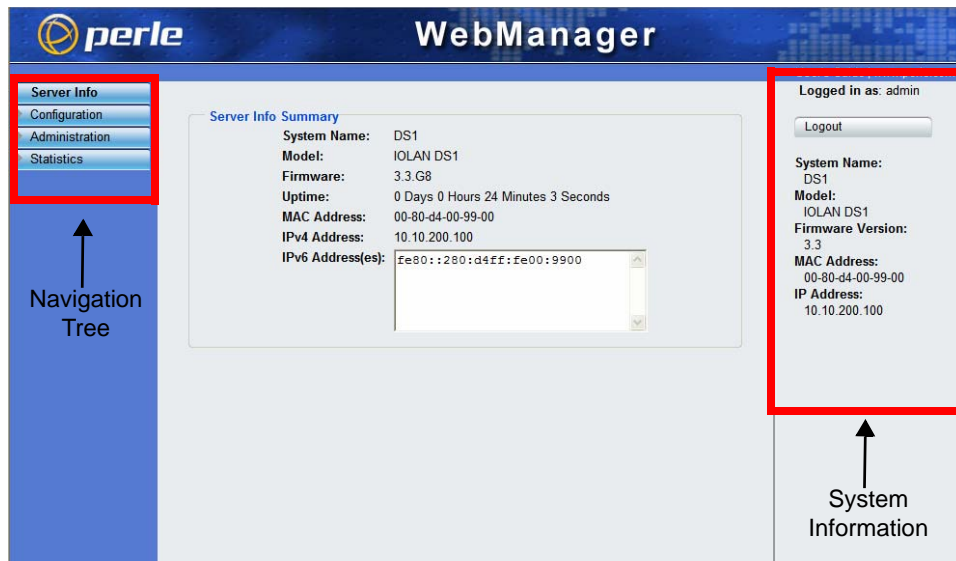 perle
WebManager
Server Info
Configuration
Administration
Statistics
Navigation
Tree
Server Info Summary
System Name: DS1
Model: IOLAN DS1
Firmware: 3.3.G8
Uptime: 0 Days 0 Hours 24 Minutes 3 Seconds
MAC Address: 00-80-d4-00-99-00
IPv4 Address: 10.10.200.100
IPv6 Address(es): fe80::280:d4ff:fe00:9900
Logged in as: admin
Logout
System Name:
DS1
Model:
IOLAN DS1
Firmware Version:
3.3
MAC Address:
00-80-d4-00-99-00
IP Address:
10.10.200.100
System
Information